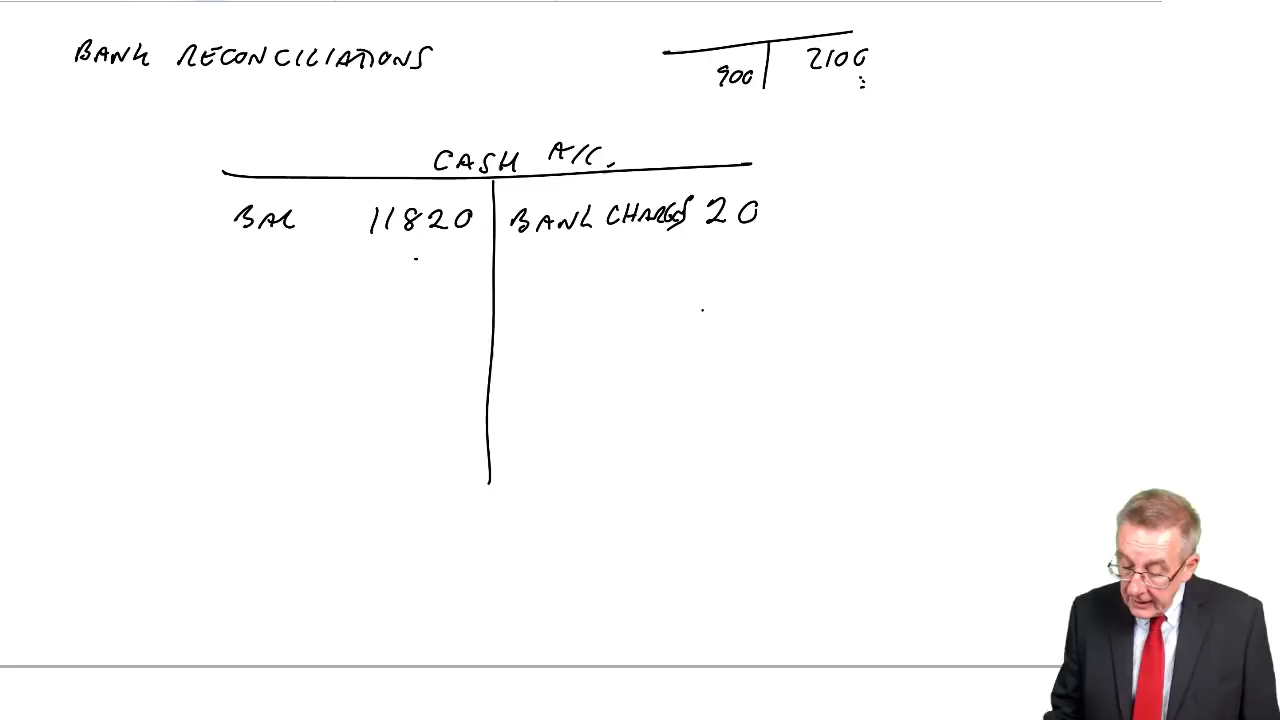 BANK RECONCILIATIONS
900 2100
CASH A/C.
BAL 11820 BANK CHARGES 20